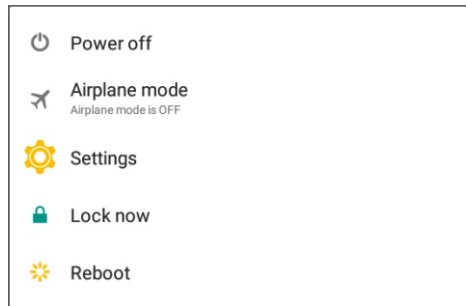 Power off
Airplane mode
Airplane mode is OFF
Settings
Lock now
Reboot